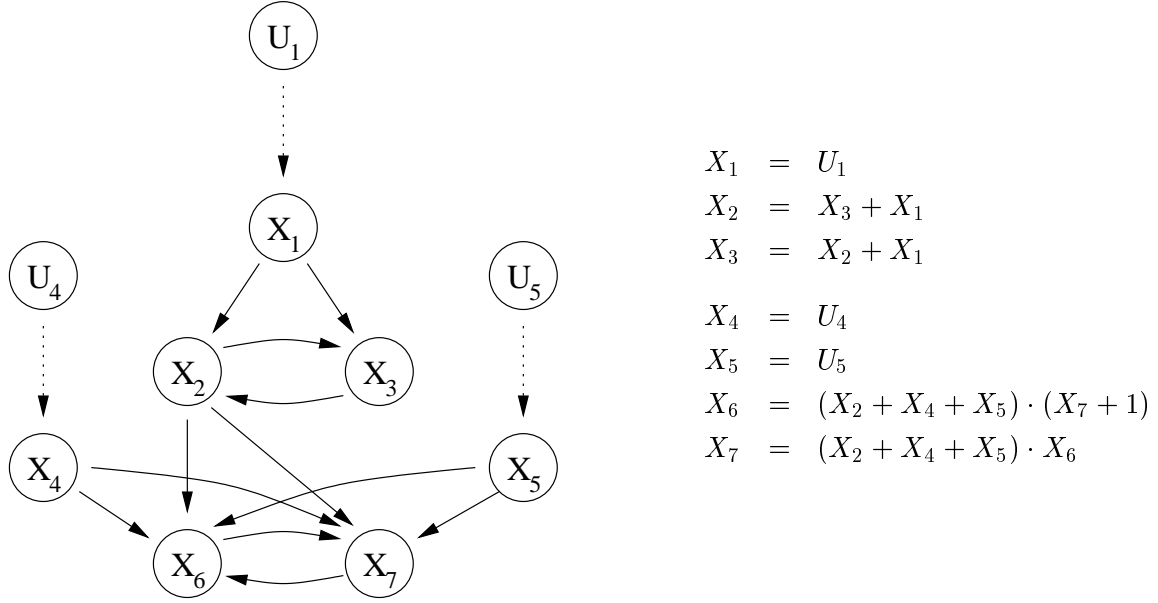 U₁
X₁
U₄
U₅
X₂
X₃
X₄
X₅
X₆
X₇
X₁ = U₁
X₂ = X₃ + X₁
X₃ = X₂ + X₁
X₄ = U₄
X₅ = U₅
X₆ = (X₂ + X₄ + X₅) · (X₇ + 1)
X₇ = (X₂ + X₄ + X₅) · X₆